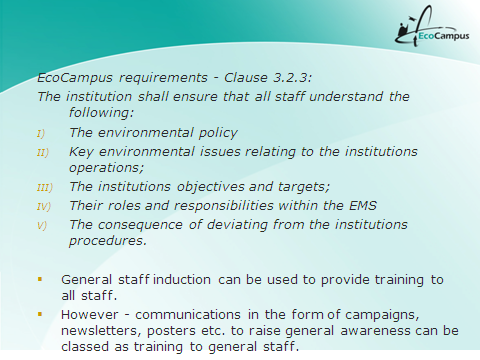 EcoCampus
EcoCampus requirements - Clause 3.2.3:
The institution shall ensure that all staff understand the
following:
I) The environmental policy
II) Key environmental issues relating to the institutions
operations;
III) The institutions objectives and targets;
IV) Their roles and responsibilities within the EMS
V) The consequence of deviating from the institutions
procedures.
▪ General staff induction can be used to provide training to
all staff.
▪ However - communications in the form of campaigns,
newsletters, posters etc. to raise general awareness can be
classed as training to general staff.